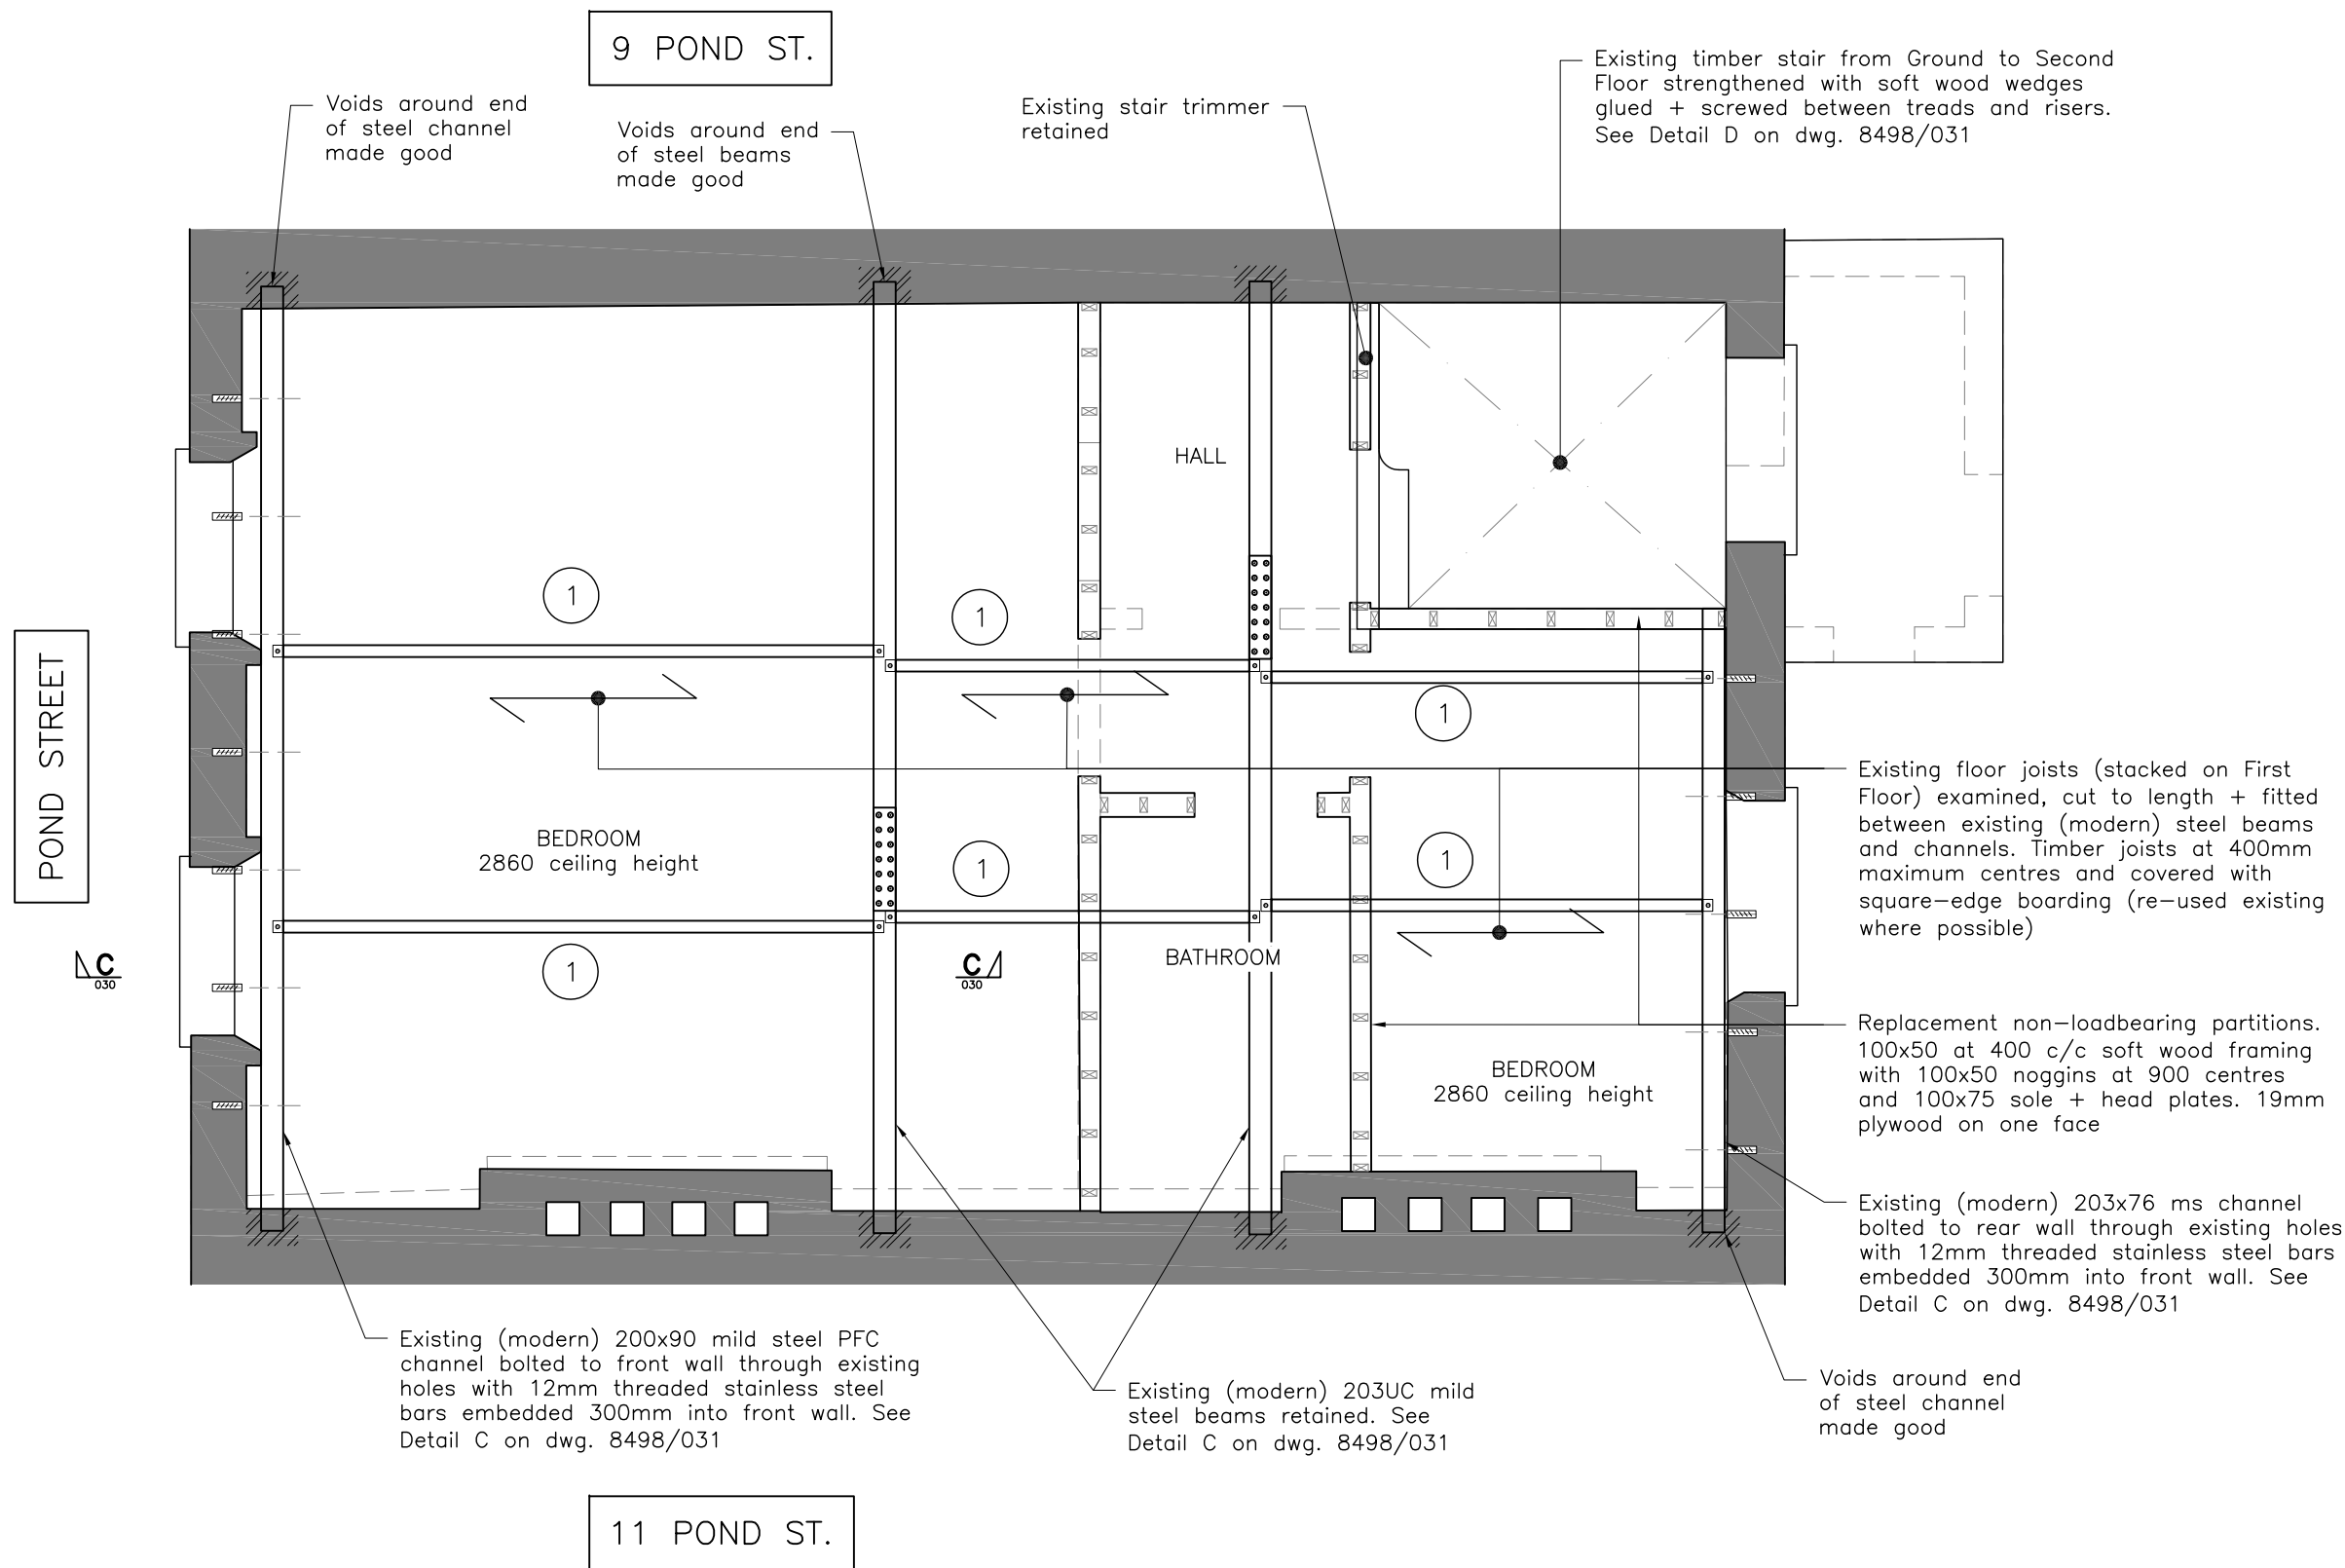 9 POND ST.
Existing timber stair from Ground to Second
Floor strengthened with soft wood wedges
glued + screwed between treads and risers.
See Detail D on dwg. 8498/031
Voids around end
of steel channel
made good
Voids around end
of steel beams
made good
Existing stair trimmer
retained
HALL
1
1
1
POND STREET
BEDROOM
2860 ceiling height
1
1
1
C
030
C
030
BATHROOM
BEDROOM
2860 ceiling height
Existing floor joists (stacked on First
Floor) examined, cut to length + fitted
between existing (modern) steel beams
and channels. Timber joists at 400mm
maximum centres and covered with
square-edge boarding (re-used existing
where possible)
Replacement non-loadbearing partitions.
100x50 at 400 c/c soft wood framing
with 100x50 noggins at 900 centres
and 100x75 sole + head plates. 19mm
plywood on one face
Existing (modern) 203x76 ms channel
bolted to rear wall through existing holes
with 12mm threaded stainless steel bars
embedded 300mm into front wall. See
Detail C on dwg. 8498/031
Existing (modern) 200x90 mild steel PFC
channel bolted to front wall through existing
holes with 12mm threaded stainless steel
bars embedded 300mm into front wall. See
Detail C on dwg. 8498/031
Existing (modern) 203UC mild
steel beams retained. See
Detail C on dwg. 8498/031
Voids around end
of steel channel
made good
11 POND ST.